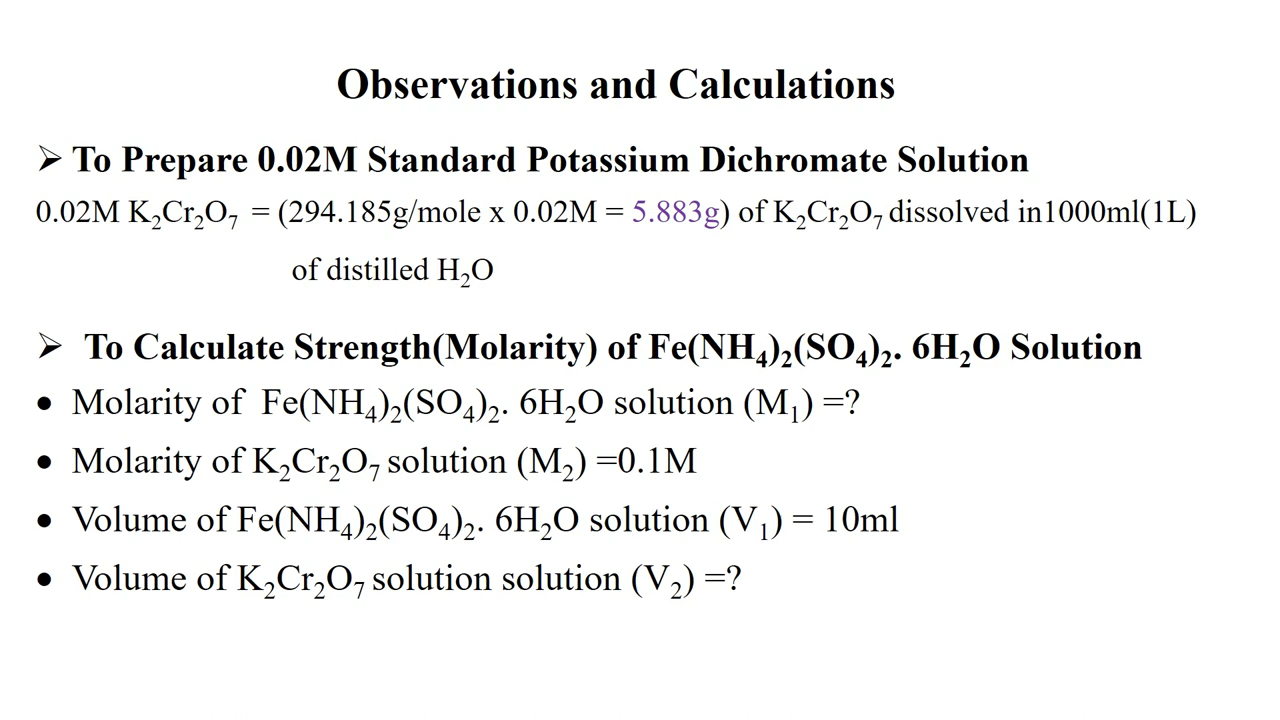 Observations and Calculations
➢ To Prepare 0.02M Standard Potassium Dichromate Solution
0.02M K₂Cr₂O₇ = (294.185g/mole x 0.02M = 5.883g) of K₂Cr₂O₇ dissolved in1000ml(1L)
of distilled H₂O
➢ To Calculate Strength(Molarity) of Fe(NH₄)₂(SO₄)₂. 6H₂O Solution
• Molarity of Fe(NH₄)₂(SO₄)₂. 6H₂O solution (M₁) =?
• Molarity of K₂Cr₂O₇ solution (M₂) =0.1M
• Volume of Fe(NH₄)₂(SO₄)₂. 6H₂O solution (V₁) = 10ml
• Volume of K₂Cr₂O₇ solution solution (V₂) =?